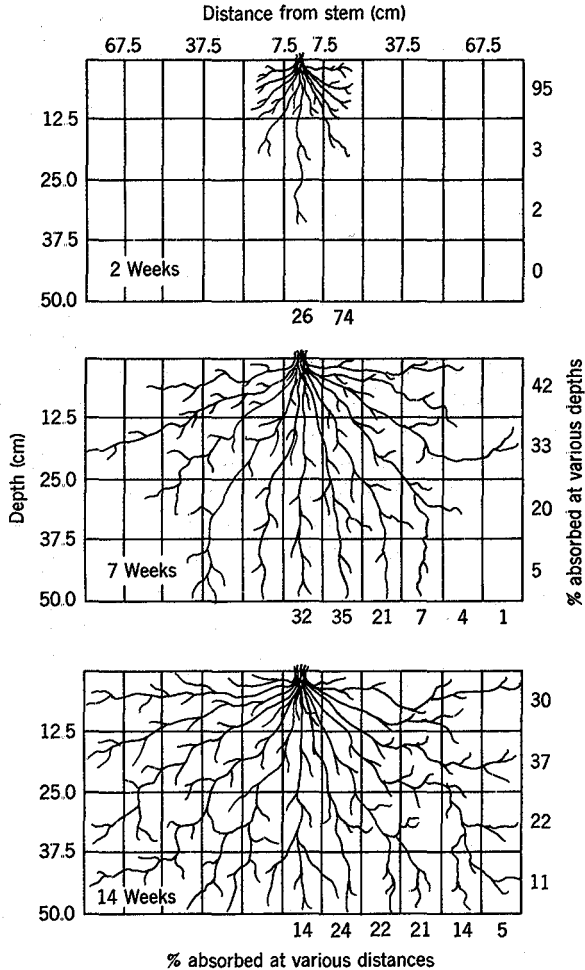 Distance from stem (cm)
67.5 37.5 7.5 7.5 37.5 67.5
95
12.5
3
25.0
2
37.5
2 Weeks 0
50.0
26 74
42
12.5
33
25.0
20
37.5
7 Weeks 5
50.0
32 35 21 7 4 1
Depth (cm)
% absorbed at various depths
30
12.5
37
25.0
22
37.5
14 Weeks 11
50.0
14 24 22 21 14 5
% absorbed at various distances